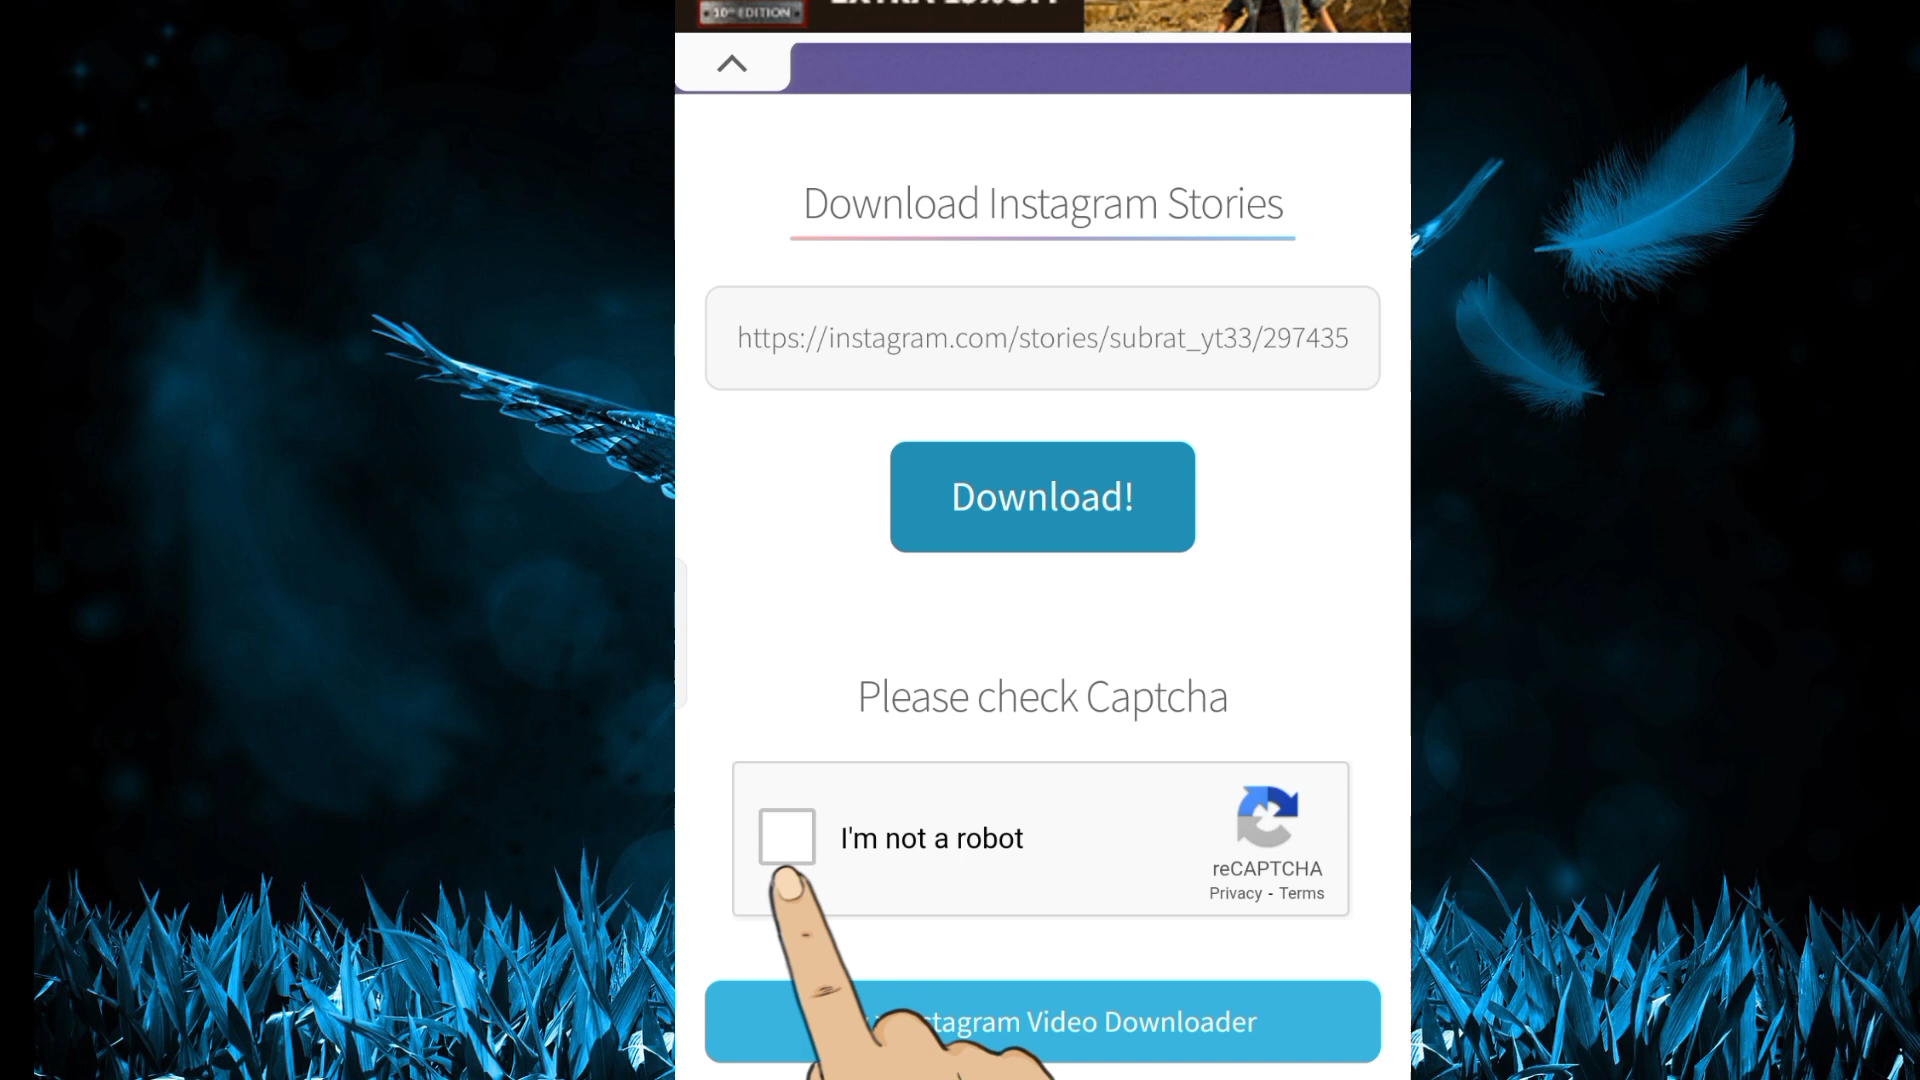 10th EDITION
Download Instagram Stories
https://instagram.com/stories/subrat_yt33/297435
Download!
Please check Captcha
I'm not a robot
reCAPTCHA
Privacy - Terms
Video Downloader